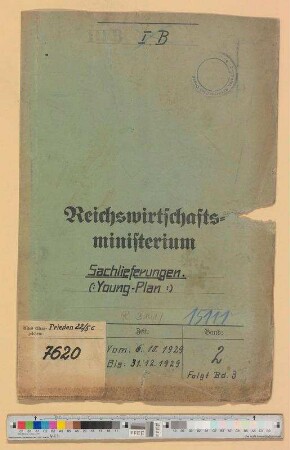 I B
Reichswirtschafts=
ministerium
Sachlieferungen.
(: Young-Plan :)
15111
Frieden 22/5c
7620
Zeit:
Band:
Vom: 6.12.1929
Bis: 31.12.1929
2
Folgt Bd 3